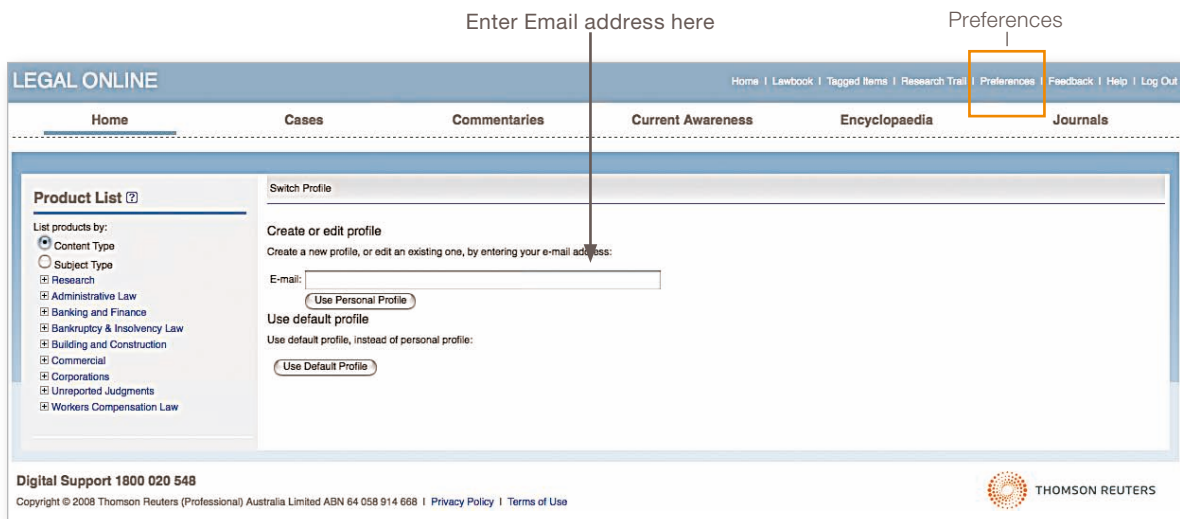 Enter Email address here
Preferences
LEGAL ONLINE
Home | Lawbook | Tagged Items | Research Trail | Preferences | Feedback | Help | Log Out
Home Cases Commentaries Current Awareness Encyclopaedia Journals
Product List [?]
List products by:
Content Type
Subject Type
Research
Administrative Law
Banking and Finance
Bankruptcy & Insolvency Law
Building and Construction
Commercial
Corporations
Unreported Judgments
Workers Compensation Law
Switch Profile
Create or edit profile
Create a new profile, or edit an existing one, by entering your e-mail address:
E-mail:
Use Personal Profile
Use default profile
Use default profile, instead of personal profile:
Use Default Profile
Digital Support 1800 020 548
Copyright © 2008 Thomson Reuters (Professional) Australia Limited ABN 64 058 914 668 | Privacy Policy | Terms of Use
THOMSON REUTERS